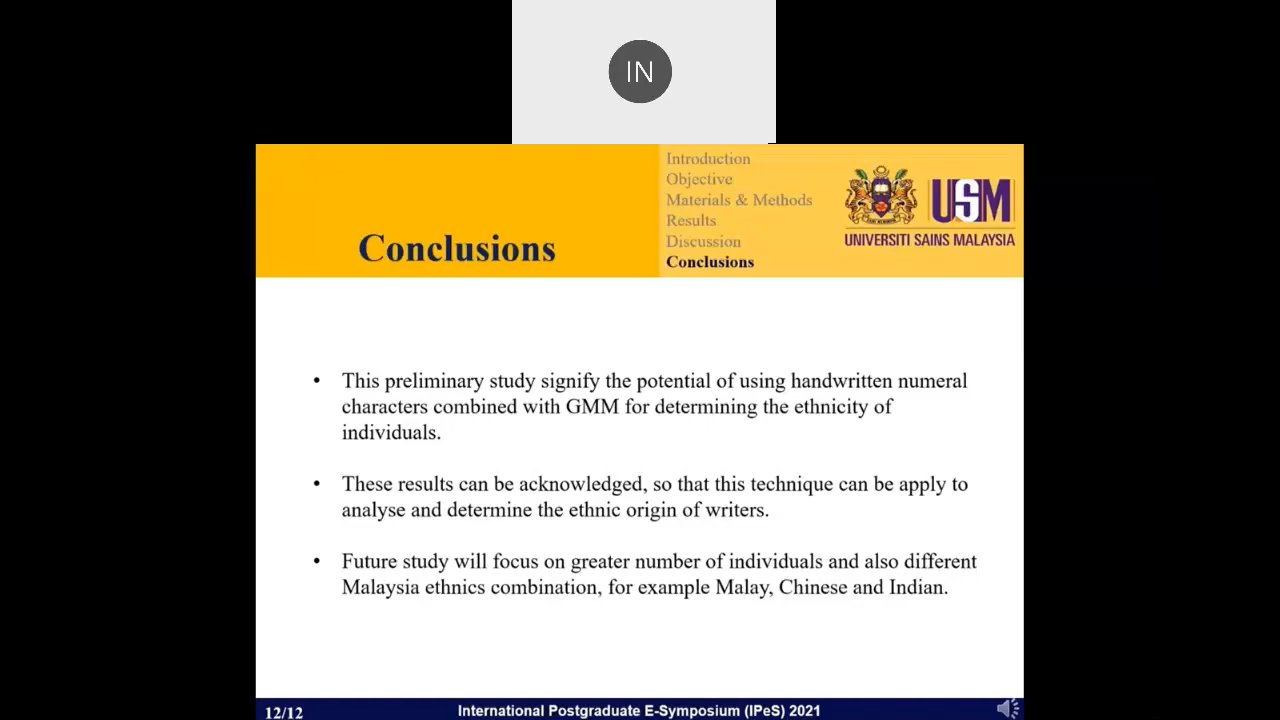 IN
Conclusions
Introduction
Objective
Materials & Methods
Results
Discussion
Conclusions
USM
UNIVERSITI SAINS MALAYSIA
• This preliminary study signify the potential of using handwritten numeral
characters combined with GMM for determining the ethnicity of
individuals.
• These results can be acknowledged, so that this technique can be apply to
analyse and determine the ethnic origin of writers.
• Future study will focus on greater number of individuals and also different
Malaysia ethnics combination, for example Malay, Chinese and Indian.
12/12
International Postgraduate E-Symposium (IPeS) 2021